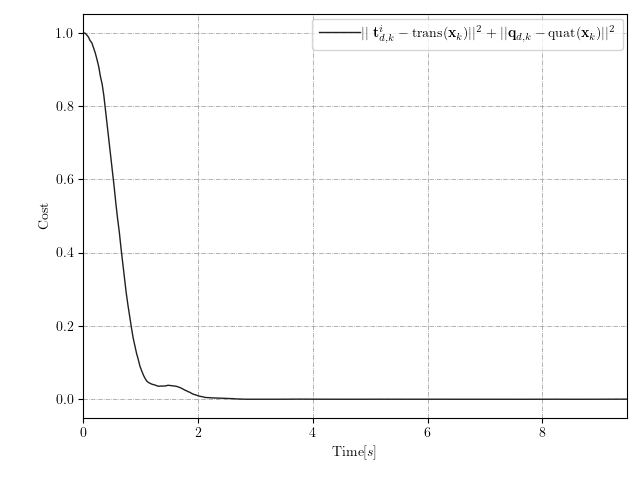 || t^i_{d,k} − trans(x_k)||² + ||q_{d,k} − quat(x_k)||²
1.0
0.8
0.6
0.4
0.2
0.0
Cost
0 2 4 6 8
Time[s]